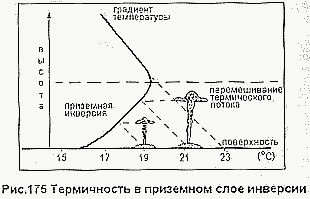 градиент
температуры
высота
перемешивание
термического
потока
приземная
инверсия
поверхность
15 17 19 21 23 (°C)
Рис.175 Термичность в приземном слое инверсии